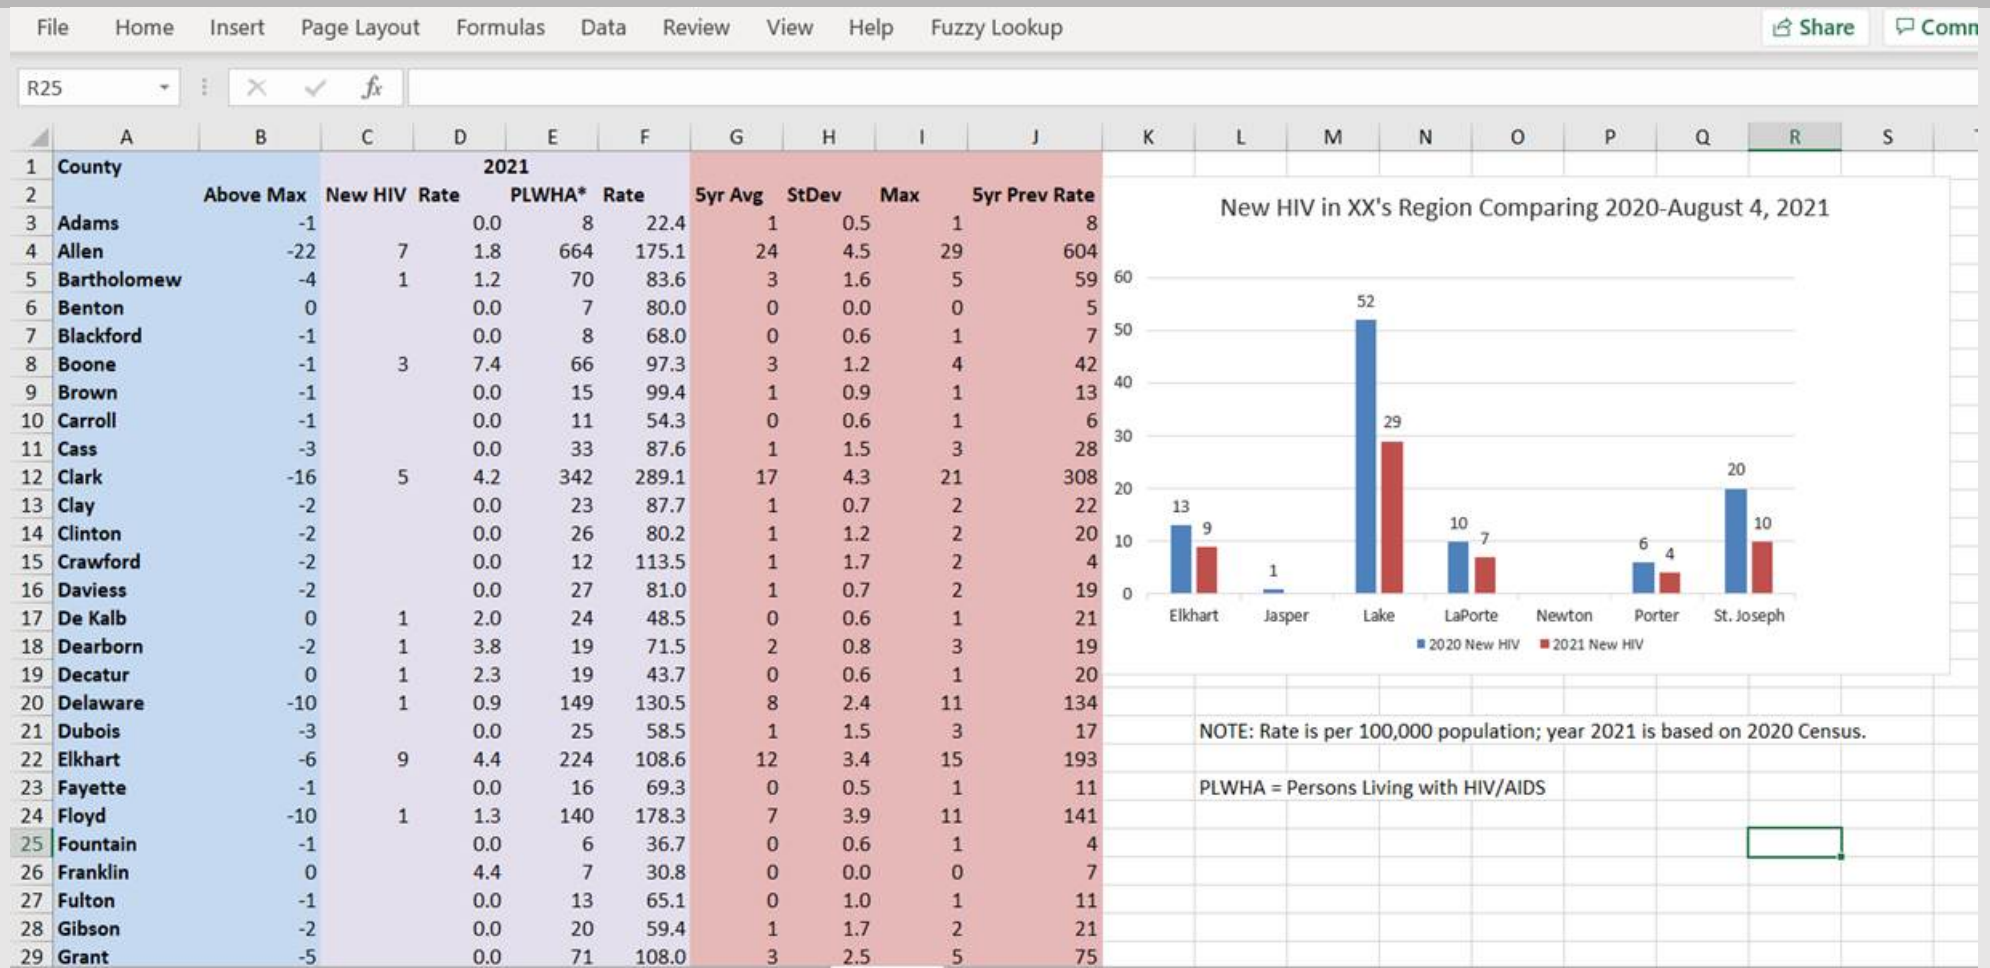 File Home Insert Page Layout Formulas Data Review View Help Fuzzy Lookup Share Comm
R25 fx
A B C D E F G H I J K L M N O P Q R S
1 County 2021
2 Above Max New HIV Rate PLWHA* Rate 5yr Avg StDev Max 5yr Prev Rate
3 Adams -1 0.0 8 22.4 1 0.5 1 8
4 Allen -22 7 1.8 664 175.1 24 4.5 29 604
5 Bartholomew -4 1 1.2 70 83.6 3 1.6 5 59
6 Benton 0 0.0 7 80.0 0 0.0 0 5
7 Blackford -1 0.0 8 68.0 0 0.6 1 7
8 Boone -1 3 7.4 66 97.3 3 1.2 4 42
9 Brown -1 0.0 15 99.4 1 0.9 1 13
10 Carroll -1 0.0 11 54.3 0 0.6 1 6
11 Cass -3 0.0 33 87.6 1 1.5 3 28
12 Clark -16 5 4.2 342 289.1 17 4.3 21 308
13 Clay -2 0.0 23 87.7 1 0.7 2 22
14 Clinton -2 0.0 26 80.2 1 1.2 2 20
15 Crawford -2 0.0 12 113.5 1 1.7 2 4
16 Daviess -2 0.0 27 81.0 1 0.7 2 19
17 De Kalb 0 1 2.0 24 48.5 0 0.6 1 21
18 Dearborn -2 1 3.8 19 71.5 2 0.8 3 19
19 Decatur 0 1 2.3 19 43.7 0 0.6 1 20
20 Delaware -10 1 0.9 149 130.5 8 2.4 11 134
21 Dubois -3 0.0 25 58.5 1 1.5 3 17
22 Elkhart -6 9 4.4 224 108.6 12 3.4 15 193
23 Fayette -1 0.0 16 69.3 0 0.5 1 11
24 Floyd -10 1 1.3 140 178.3 7 3.9 11 141
25 Fountain -1 0.0 6 36.7 0 0.6 1 4
26 Franklin 0 4.4 7 30.8 0 0.0 0 7
27 Fulton -1 0.0 13 65.1 0 1.0 1 11
28 Gibson -2 0.0 20 59.4 1 1.7 2 21
29 Grant -5 0.0 71 108.0 3 2.5 5 75
New HIV in XX's Region Comparing 2020-August 4, 2021
60
50
40
30
20
10
0
13 9 1 52 29 10 7 6 4 20 10
Elkhart Jasper Lake LaPorte Newton Porter St. Joseph
2020 New HIV 2021 New HIV
NOTE: Rate is per 100,000 population; year 2021 is based on 2020 Census.
PLWHA = Persons Living with HIV/AIDS